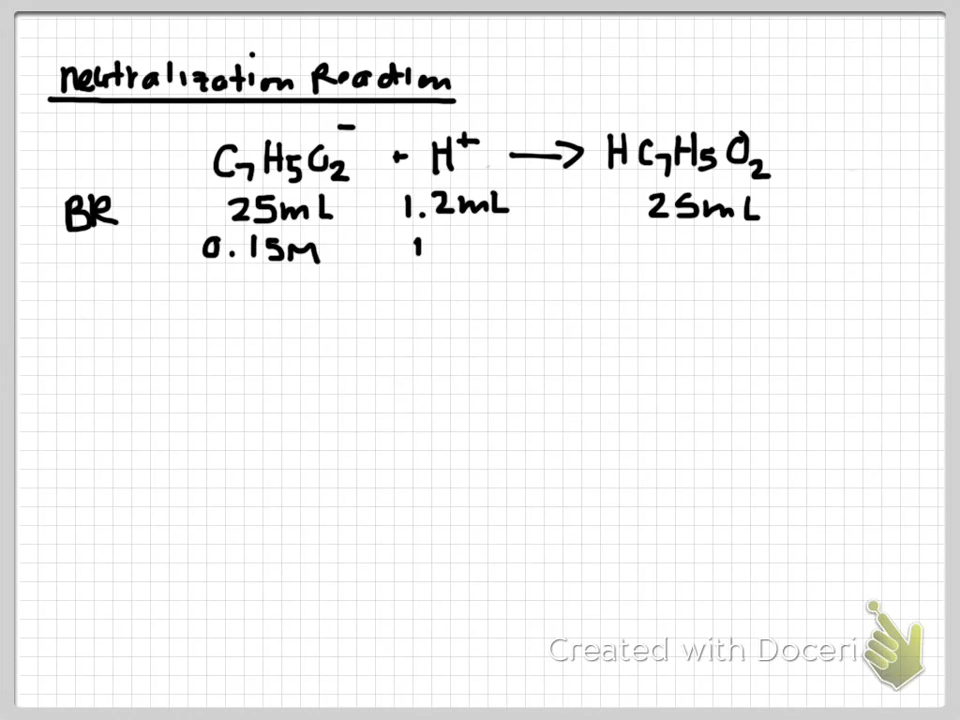 Neutralization Reaction
C₇H₅O₂⁻ + H⁺ → HC₇H₅O₂
BR 25mL 1.2mL 25mL
0.15M 1
Created with Doceri